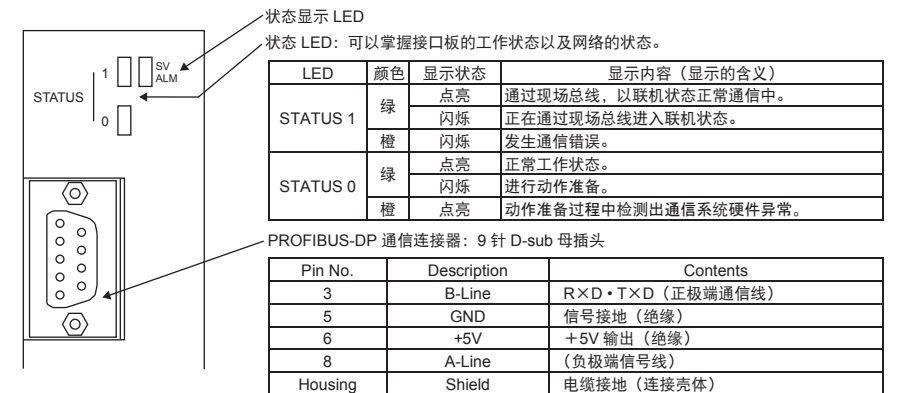 状态显示 LED
状态 LED：可以掌握接口板的工作状态以及网络的状态。
1
SV
ALM
STATUS
0
LED 颜色 显示状态 显示内容（显示的含义）
STATUS 1 绿 点亮 通过现场总线，以联机状态正常通信中。
闪烁 正在通过现场总线进入联机状态。
橙 闪烁 发生通信错误。
STATUS 0 绿 点亮 正常工作状态。
闪烁 进行动作准备。
橙 点亮 动作准备过程中检测出通信系统硬件异常。
PROFIBUS-DP 通信连接器：9 针 D-sub 母插头
Pin No. Description Contents
3 B-Line R×D・T×D（正极端通信线）
5 GND 信号接地（绝缘）
6 +5V ＋5V 输出（绝缘）
8 A-Line （负极端信号线）
Housing Shield 电缆接地（连接壳体）